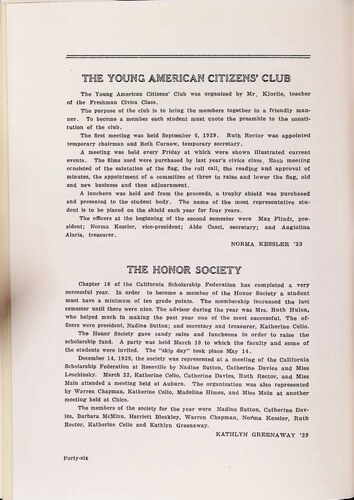 THE YOUNG AMERICAN CITIZENS' CLUB
The Young American Citizens' Club was organized by Mr. Kjorlie, teacher
of the Freshman Civics Class.
The purpose of the club is to bring the members together in a friendly man-
ner. To become a member each student must quote the preamble to the consti-
tution of the club.
The first meeting was held September 6, 1929. Ruth Rector was appointed
temporary chairman and Beth Curnow, temporary secretary.
A meeting was held every Friday at which were shown illustrated current
events. The films used were purchased by last year's civics class. Each meeting
consisted of the salutation of the flag, the roll call, the reading and approval of
minutes, the appointment of a committee of three to raise and lower the flag, old
and new business and then adjournment.
A luncheon was held and from the proceeds, a trophy shield was purchased
and presented to the student body. The name of the most representative stu-
dent is to be placed on the shield each year for four years.
The officers at the beginning of the second semester were May Flindt, presi-
dent; Norma Kessler, vice-president; Aldo Casci, secretary; and Angiolina
Alaria, treasurer.
NORMA KESSLER '33
THE HONOR SOCIETY
Chapter 10 of the California Scholarship Federation has completed a very
successful year. In order to become a member of the Honor Society a student
must have a minimum of ten grade points. The membership increased the last
semester until there were nine. The advisor during the year was Mrs. Ruth Hulen,
who helped much in making the past year one of the most successful. The of-
ficers were president, Nadine Sutton; and secretary and treasurer, Katherine Colio.
The Honor Society gave candy sales and luncheons in order to raise the
scholarship fund. A party was held March 10 to which the faculty and some of
the students were invited. The "skip day" took place May 14.
December 14, 1929, the society was represented at a meeting of the California
Scholarship Federation at Roseville by Nadine Sutton, Catherine Davies and Miss
Leschinsky. March 22, Katherine Colio, Catherine Davies, Ruth Rector, and Miss
Main attended a meeting held at Auburn. The organization was also represented
by Warren Chapman, Katherine Colio, Madeline Himes, and Miss Main at another
meeting held at Chico.
The members of the society for the year were Nadine Sutton, Catherine Dav-
ies, Barbara McMinn, Harriett Bleakley, Warren Chapman, Norma Kessler, Ruth
Rector, Katherine Colio and Kathlyn Greenaway.
KATHLYN GREENAWAY '29
Forty-six